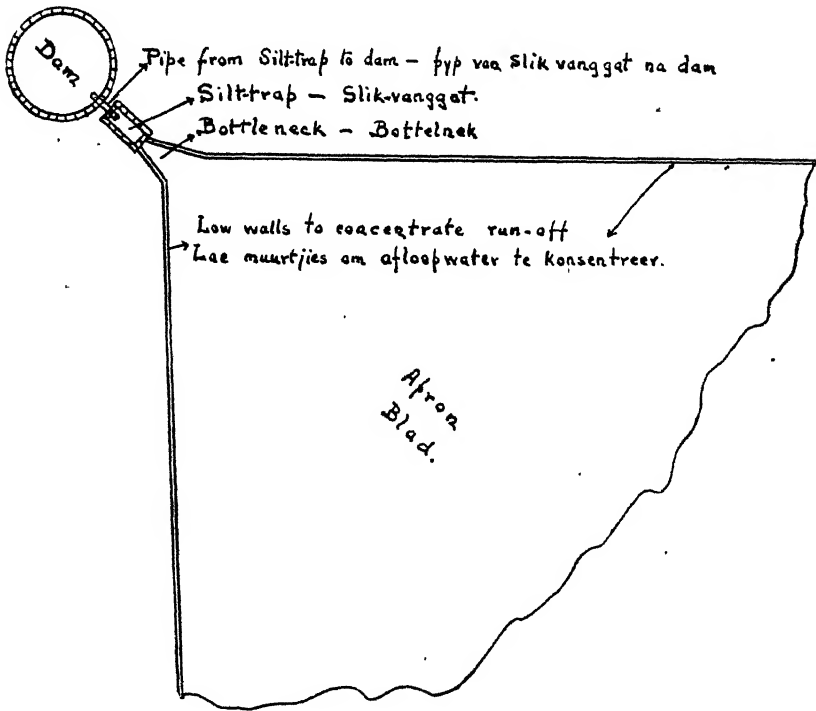 Dam
Pipe from Silt-trap to dam – pyp van Slik vanggat na dam
Silt-trap – Slik-vanggat.
Bottleneck – Bottelnek
Low walls to concentrate run-off
Lae muurtjies om afloopwater te konsentreer.
Apron
Blad.